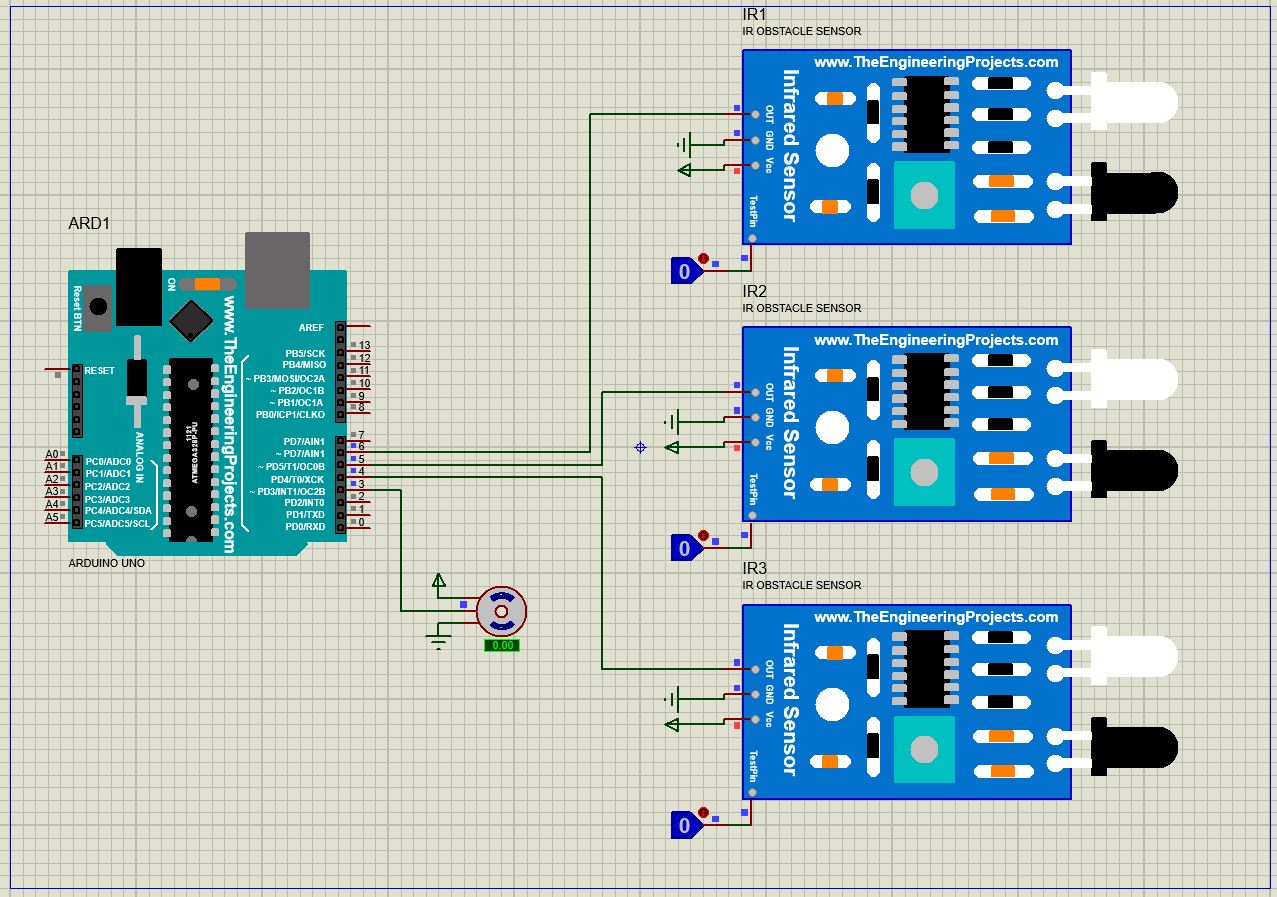 IR1
IR OBSTACLE SENSOR
www.TheEngineeringProjects.com
Infrared Sensor
OUT
GND
Vcc
TestPin
0
IR2
IR OBSTACLE SENSOR
www.TheEngineeringProjects.com
Infrared Sensor
OUT
GND
Vcc
TestPin
0
IR3
IR OBSTACLE SENSOR
www.TheEngineeringProjects.com
Infrared Sensor
OUT
GND
Vcc
TestPin
0
ARD1
Reset BTN
ON
www.TheEngineeringProjects.com
RESET
ANALOG IN
ATMEGA328P-PU
1121
A0 PC0/ADC0
A1 PC1/ADC1
A2 PC2/ADC2
A3 PC3/ADC3
A4 PC4/ADC4/SDA
A5 PC5/ADC5/SCL
AREF
PB5/SCK 13
PB4/MISO 12
~ PB3/MOSI/OC2A 11
~ PB2/OC1B 10
~ PB1/OC1A 9
PB0/ICP1/CLKO 8
PD7/AIN1 7
~ PD7/AIN1 6
~ PD5/T1/OC0B 5
PD4/T0/XCK 4
~ PD3/INT1/OC2B 3
PD2/INT0 2
PD1/TXD 1
PD0/RXD 0
ARDUINO UNO
0.00